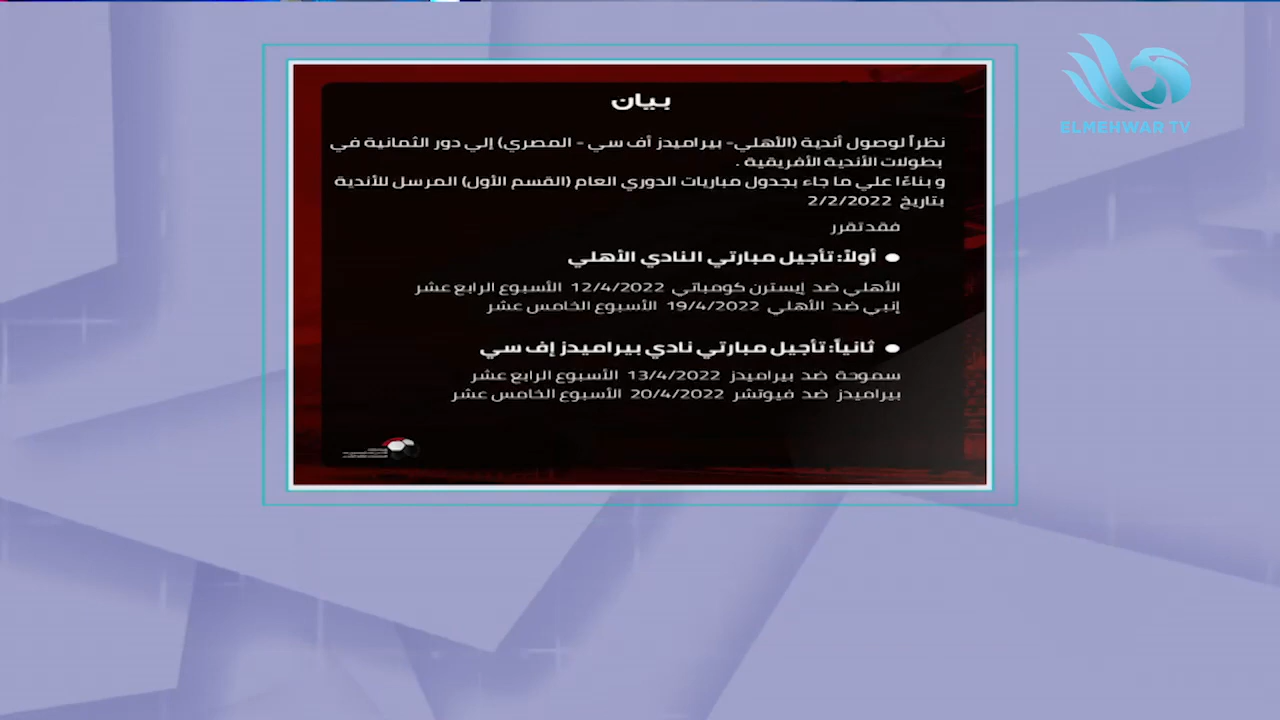 ELMEHWAR TV
بيان
نظراً لوصول أندية (الأهلي- بيراميدز أف سي - المصري) إلي دور الثمانية في
بطولات الأندية الأفريقية .
و بناءًا علي ما جاء بجدول مباريات الدوري العام (القسم الأول) المرسل للأندية
بتاريخ 2/2/2022
فقد تقرر
● أولاً: تأجيل مبارتي النادي الأهلي
الأهلي ضد إيسترن كومباتي 12/4/2022 الأسبوع الرابع عشر
إنبي ضد الأهلي 19/4/2022 الأسبوع الخامس عشر
● ثانياً: تأجيل مبارتي نادي بيراميدز إف سي
سموحة ضد بيراميدز 13/4/2022 الأسبوع الرابع عشر
بيراميدز ضد فيوتشر 20/4/2022 الأسبوع الخامس عشر